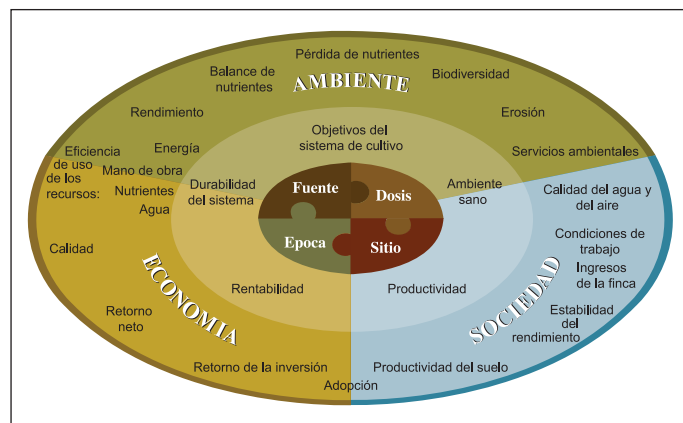 Pérdida de nutrientes
Balance de
nutrientes
Biodiversidad
AMBIENTE
Rendimiento
Erosión
Objetivos del
sistema de cultivo
Energía
Eficiencia
de uso
de los
recursos:
Mano de obra
Nutrientes
Agua
Servicios ambientales
Durabilidad
del sistema
Fuente
Dosis
Ambiente
sano
Calidad del agua y
del aire
Epoca
Sitio
Calidad
Condiciones de
trabajo
Ingresos
de la finca
ECONOMIA
Rentabilidad
Productividad
SOCIEDAD
Retorno
neto
Estabilidad
del
rendimiento
Retorno de la inversión
Productividad del suelo
Adopción